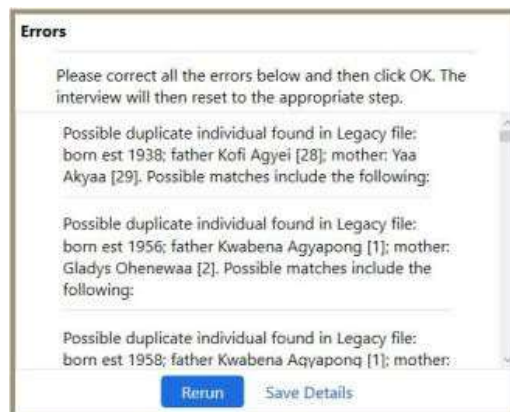 Errors
Please correct all the errors below and then click OK. The
interview will then reset to the appropriate step.
Possible duplicate individual found in Legacy file:
born est 1938; father Kofi Agyei [28]; mother: Yaa
Akyaa [29]. Possible matches include the following:
Possible duplicate individual found in Legacy file:
born est 1956; father Kwabena Agyapong [1]; mother:
Gladys Ohenewaa [2]. Possible matches include the
following:
Possible duplicate individual found in Legacy file:
born est 1958; father Kwabena Agyapong [1]; mother:
Rerun Save Details